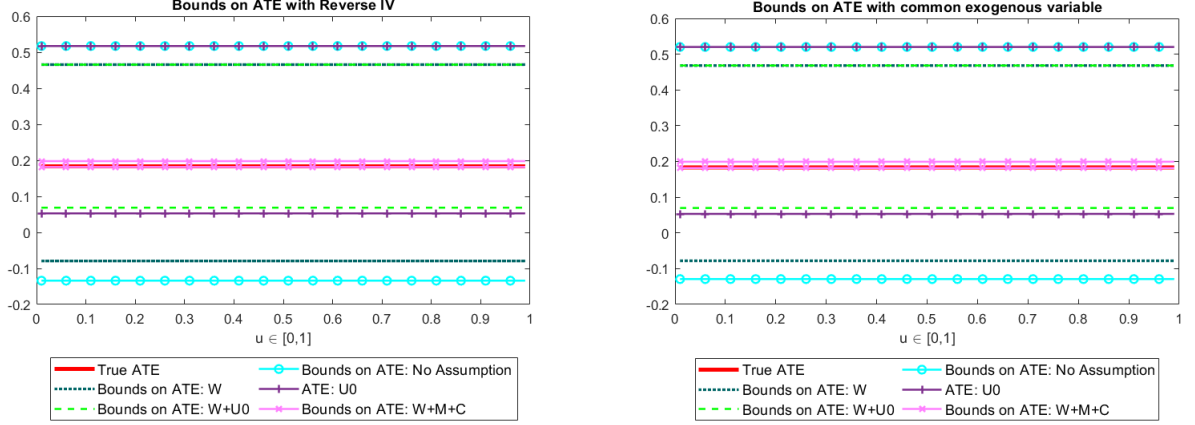 Bounds on ATE with Reverse IV
0.6
0.5
0.4
0.3
0.2
0.1
0
-0.1
-0.2
0 0.1 0.2 0.3 0.4 0.5 0.6 0.7 0.8 0.9 1
u ∈ [0,1]
True ATE
Bounds on ATE: No Assumption
Bounds on ATE: W
ATE: U0
Bounds on ATE: W+U0
Bounds on ATE: W+M+C
Bounds on ATE with common exogenous variable
0.6
0.5
0.4
0.3
0.2
0.1
0
-0.1
-0.2
0 0.1 0.2 0.3 0.4 0.5 0.6 0.7 0.8 0.9 1
u ∈ [0,1]
True ATE
Bounds on ATE: No Assumption
Bounds on ATE: W
ATE: U0
Bounds on ATE: W+U0
Bounds on ATE: W+M+C